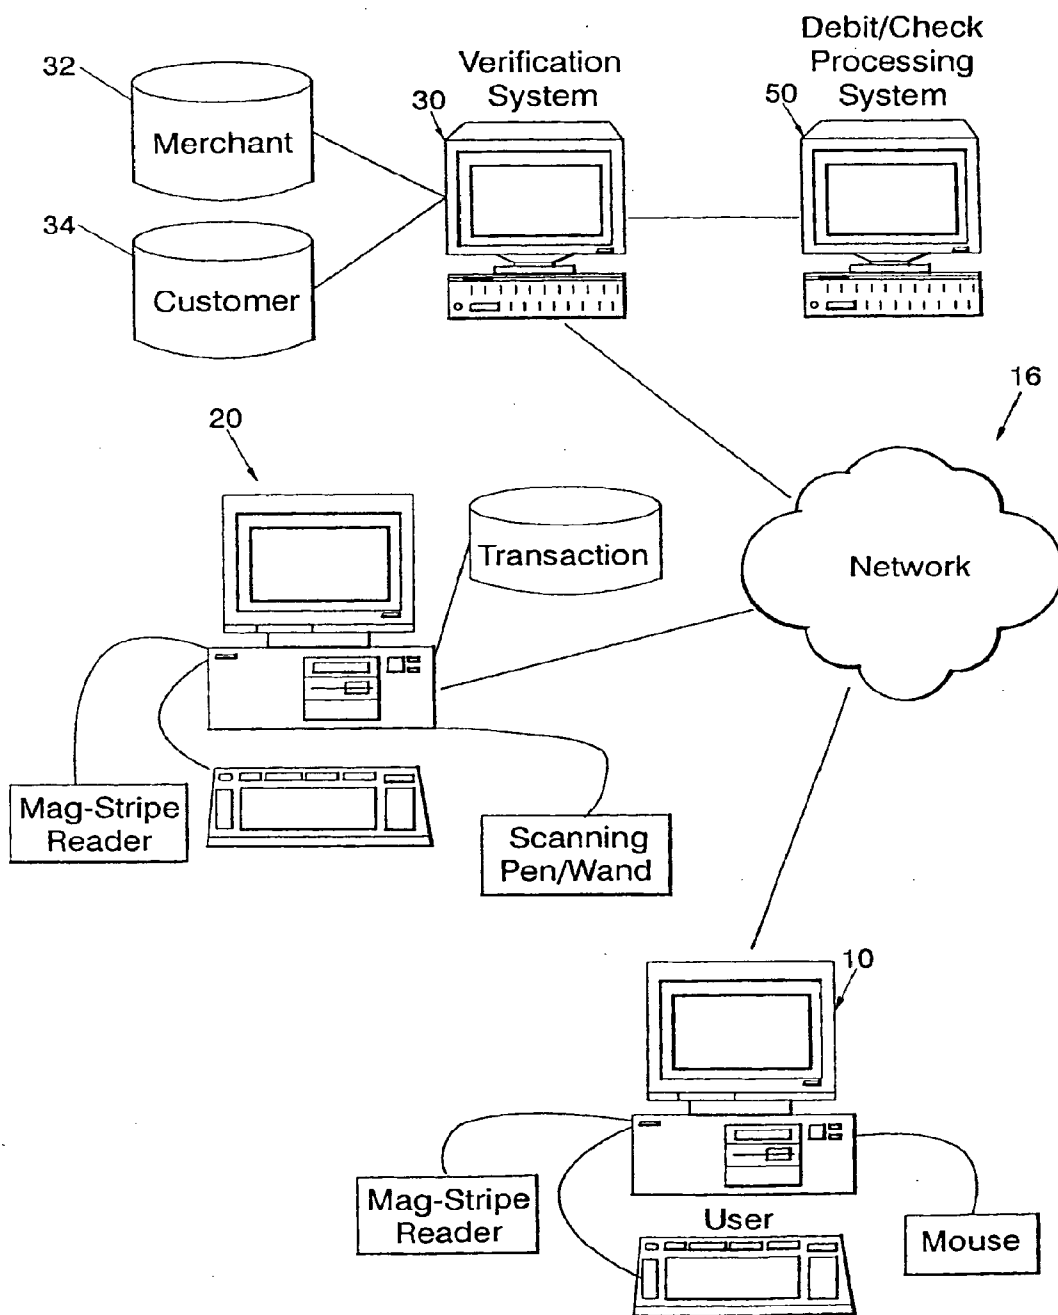 32
Merchant
34
Customer
Verification
System
30
Debit/Check
Processing
System
50
16
Network
20
Transaction
Mag-Stripe
Reader
Scanning
Pen/Wand
10
Mag-Stripe
Reader
User
Mouse